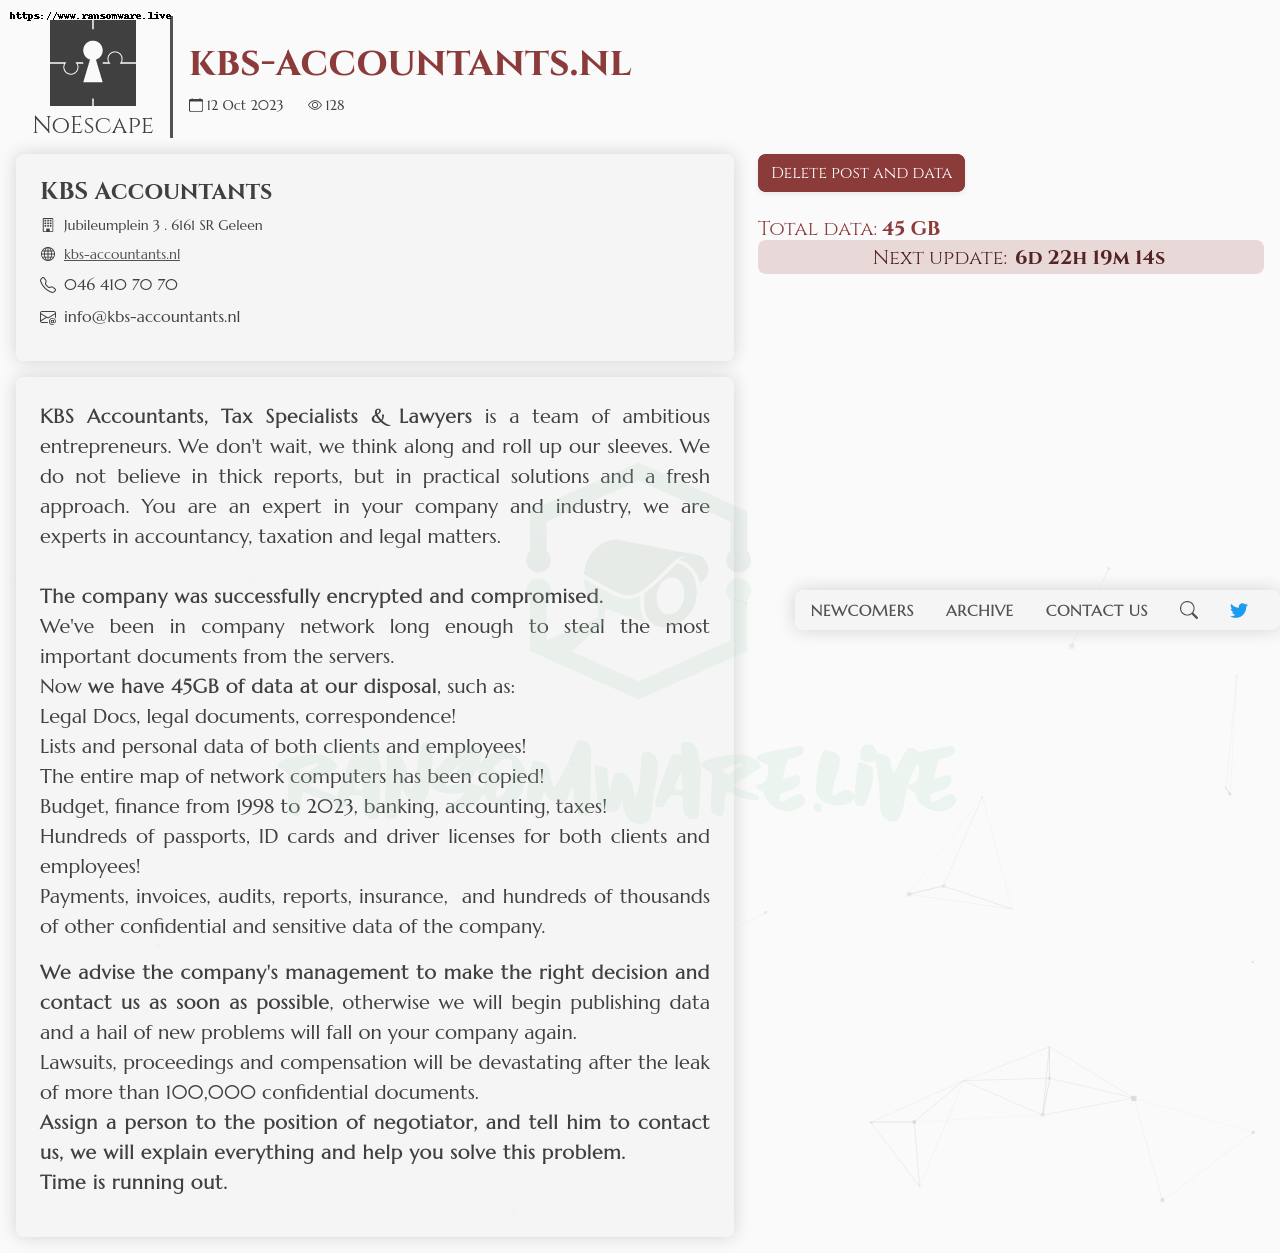 https://www.ransomware.live
NoEscape
kbs-accountants.nl
12 Oct 2023 128
KBS Accountants
Jubileumplein 3 . 6161 SR Geleen
kbs-accountants.nl
046 410 70 70
info@kbs-accountants.nl
Delete post and data
Total data: 45 GB
Next update: 6d 22h 19m 14s
KBS Accountants, Tax Specialists & Lawyers is a team of ambitious
entrepreneurs. We don't wait, we think along and roll up our sleeves. We
do not believe in thick reports, but in practical solutions and a fresh
approach. You are an expert in your company and industry, we are
experts in accountancy, taxation and legal matters.
The company was successfully encrypted and compromised.
We've been in company network long enough to steal the most
important documents from the servers.
Now we have 45GB of data at our disposal, such as:
Legal Docs, legal documents, correspondence!
Lists and personal data of both clients and employees!
The entire map of network computers has been copied!
Budget, finance from 1998 to 2023, banking, accounting, taxes!
Hundreds of passports, ID cards and driver licenses for both clients and
employees!
Payments, invoices, audits, reports, insurance, and hundreds of thousands
of other confidential and sensitive data of the company.
We advise the company's management to make the right decision and
contact us as soon as possible, otherwise we will begin publishing data
and a hail of new problems will fall on your company again.
Lawsuits, proceedings and compensation will be devastating after the leak
of more than 100,000 confidential documents.
Assign a person to the position of negotiator, and tell him to contact
us, we will explain everything and help you solve this problem.
Time is running out.
NEWCOMERS ARCHIVE CONTACT US
RANSOMWARE.LIVE